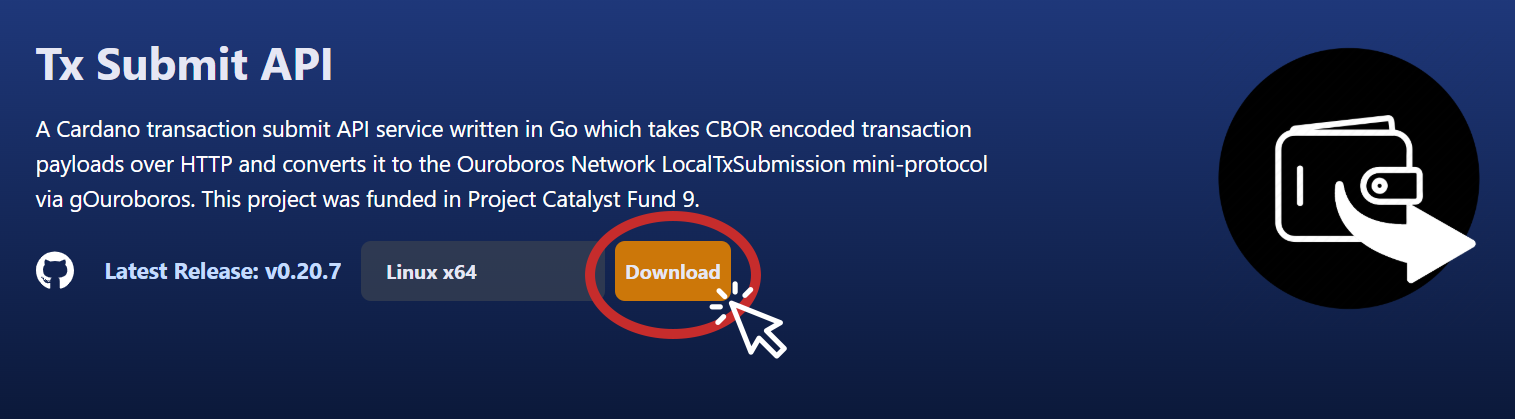 Tx Submit API
A Cardano transaction submit API service written in Go which takes CBOR encoded transaction
payloads over HTTP and converts it to the Ouroboros Network LocalTxSubmission mini-protocol
via gOuroboros. This project was funded in Project Catalyst Fund 9.
Latest Release: v0.20.7 Linux x64 Download